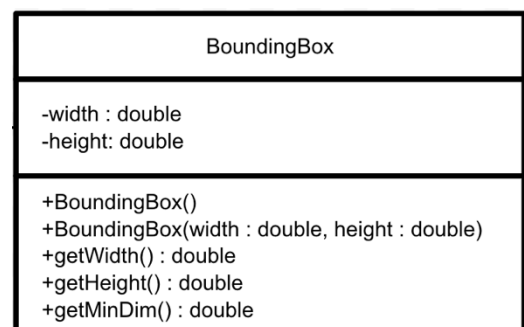 BoundingBox
-width : double
-height: double
+BoundingBox()
+BoundingBox(width : double, height : double)
+getWidth() : double
+getHeight() : double
+getMinDim() : double